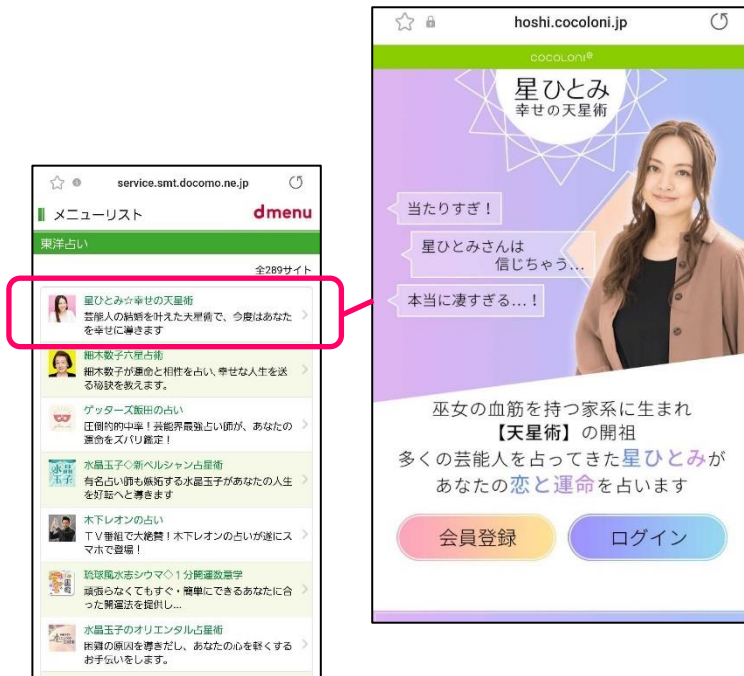 service.smt.docomo.ne.jp
メニューリスト
dmenu
東洋占い
全289サイト
星ひとみ☆幸せの天星術
芸能人の結婚を叶えた天星術で、今度はあなた
を幸せに導きます
細木数子六星占術
細木数子が運命と相性を占い、幸せな人生を送
る秘訣を教えます。
ゲッターズ飯田の占い
圧倒的的中率！芸能界最強占い師が、あなたの
運命をズバリ鑑定！
水晶玉子◇新ペルシャン占星術
有名占い師も嫉妬する水晶玉子があなたの人生
を好転へと導きます
木下レオンの占い
ＴＶ番組で大絶賛！木下レオンの占いが遂にス
マホで登場！
琉球風水志シウマ◇１分開運数意学
頑張らなくてもすぐ・簡単にできるあなたに合
った開運法を提供し...
水晶玉子のオリエンタル占星術
困難の原因を導きだし、あなたの心を軽くする
お手伝いをします。
hoshi.cocoloni.jp
cocoloni®
星ひとみ
幸せの天星術
当たりすぎ！
星ひとみさんは
信じちゃう...
本当に凄すぎる...！
巫女の血筋を持つ家系に生まれ
【天星術】の開祖
多くの芸能人を占ってきた星ひとみが
あなたの恋と運命を占います
会員登録
ログイン